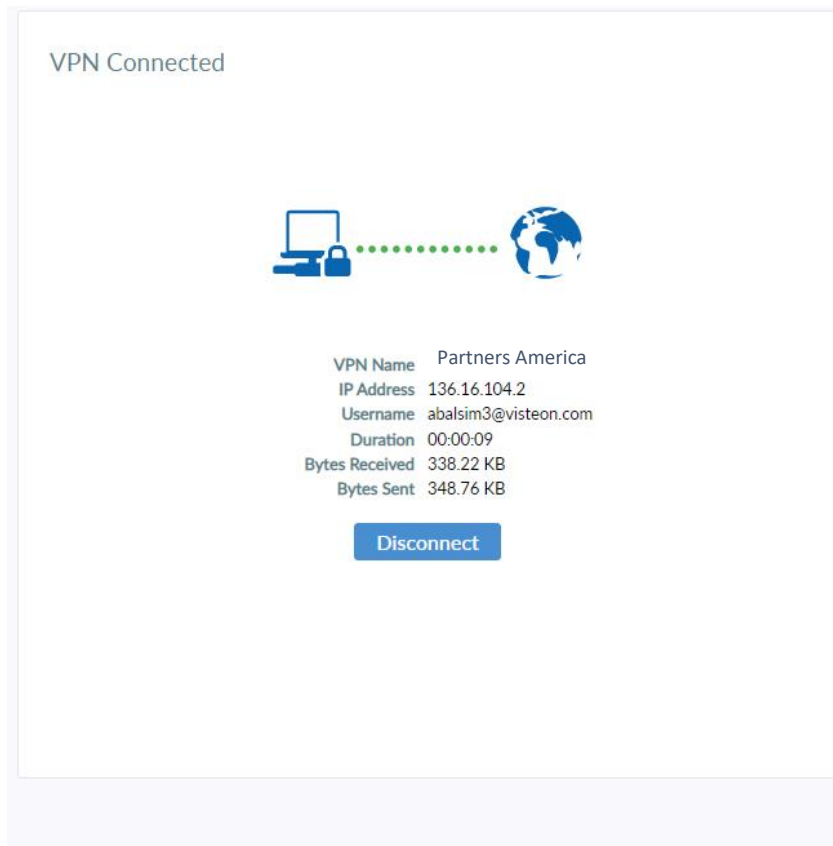 VPN Connected
VPN Name Partners America
IP Address 136.16.104.2
Username abalsim3@visteon.com
Duration 00:00:09
Bytes Received 338.22 KB
Bytes Sent 348.76 KB
Disconnect